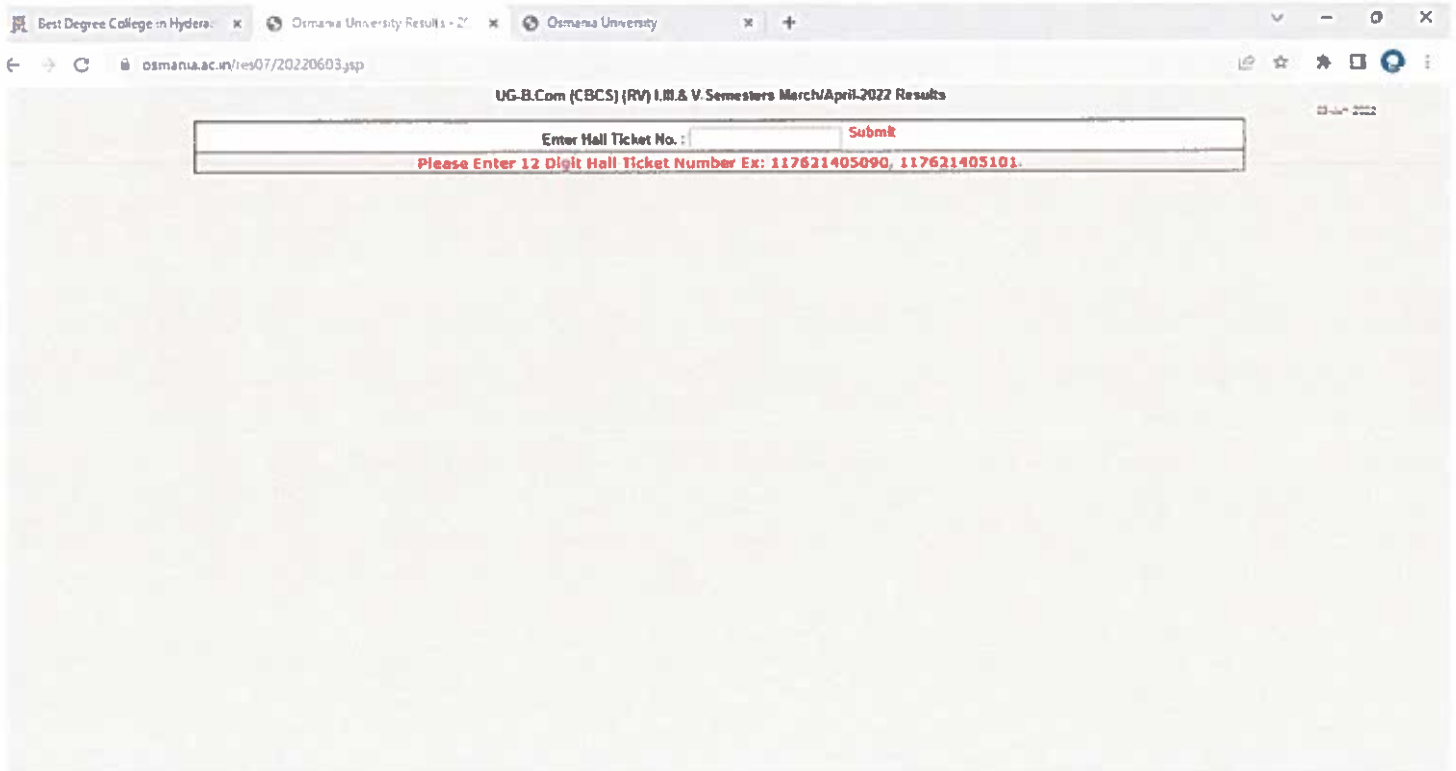 Best Degree College in Hydera
Osmania University Results - 2
Osmania University
osmania.ac.in/res07/20220603.jsp
UG-B.Com (CBCS) (RV) I,III.& V. Semesters March/April-2022 Results
Enter Hall Ticket No. :
Submit
Please Enter 12 Digit Hall Ticket Number Ex: 117621405090, 117621405101.